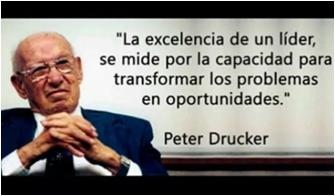 "La excelencia de un líder,
se mide por la capacidad para
transformar los problemas
en oportunidades."
Peter Drucker